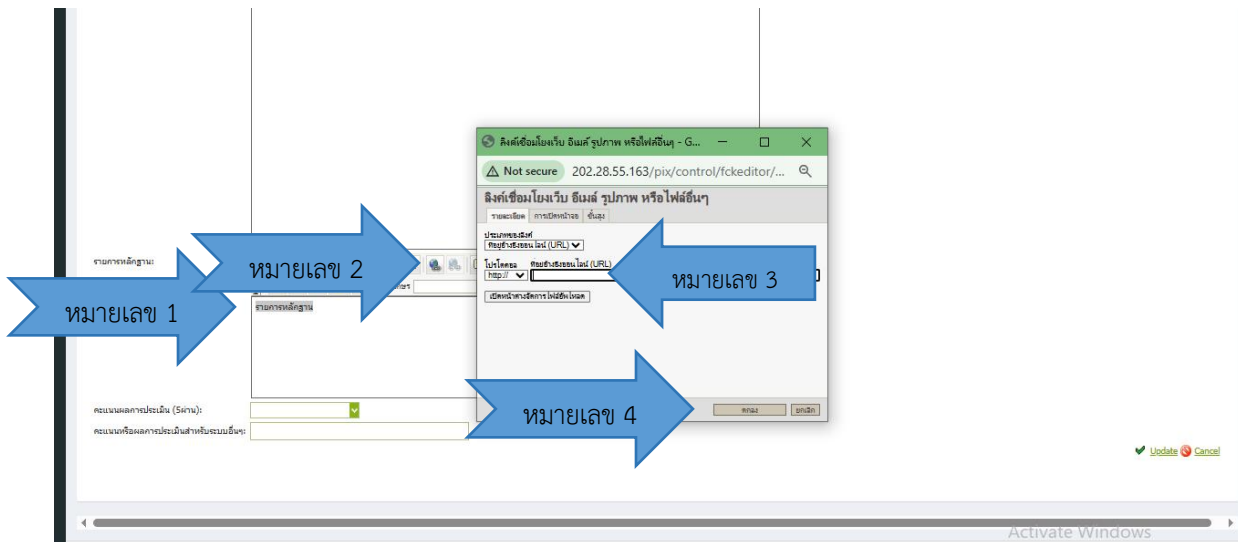 ลิงค์เชื่อมโยงเว็บ อีเมล์ รูปภาพ หรือไฟล์อื่นๆ - G...
Not secure 202.28.55.163/pix/control/fckeditor/...
ลิงค์เชื่อมโยงเว็บ อีเมล์ รูปภาพ หรือไฟล์อื่นๆ
รายละเอียด การเปิดหน้าจอ ขั้นสูง
ประเภทของลิงค์
ที่อยู่อ้างอิงออนไลน์ (URL)
โปรโตคอล ที่อยู่อ้างอิงออนไลน์ (URL)
http://
เปิดหน้าต่างจัดการไฟล์อัพโหลด
หมายเลข 3
รายการหลักฐาน:
หมายเลข 2
หมายเลข 1
รายการหลักฐาน
หมายเลข 4
ตกลง ยกเลิก
คะแนนผลการประเมิน (5ผ่าน):
คะแนนหรือผลการประเมินสำหรับระบบอื่นๆ:
Update Cancel
Activate Windows